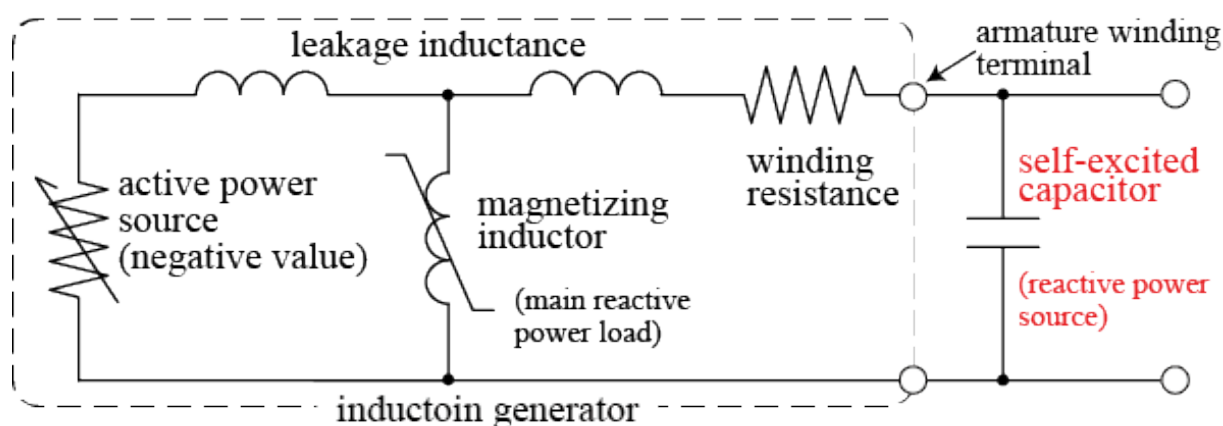 leakage inductance
armature winding
terminal
active power
source
(negative value)
magnetizing
inductor
(main reactive
power load)
winding
resistance
self-excited
capacitor
(reactive power
source)
inductoin generator